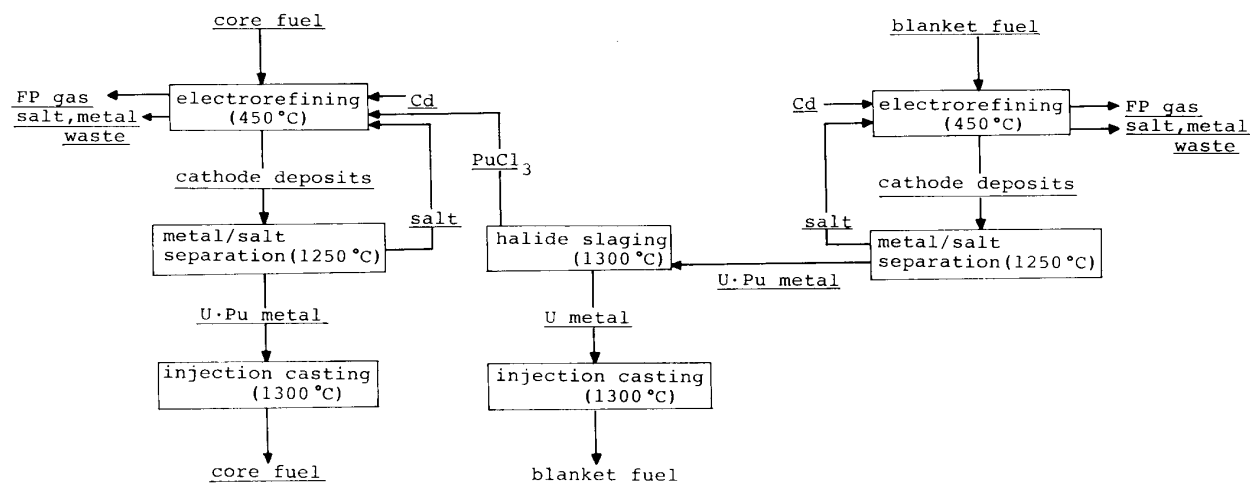 core fuel
FP gas
salt,metal
waste
electrorefining
(450°C)
Cd
PuCl3
cathode deposits
salt
metal/salt
separation(1250°C)
U·Pu metal
injection casting
(1300°C)
core fuel
halide slaging
(1300°C)
U metal
injection casting
(1300°C)
blanket fuel
blanket fuel
Cd
electrorefining
(450°C)
FP gas
salt,metal
waste
cathode deposits
salt
metal/salt
separation(1250°C)
U·Pu metal